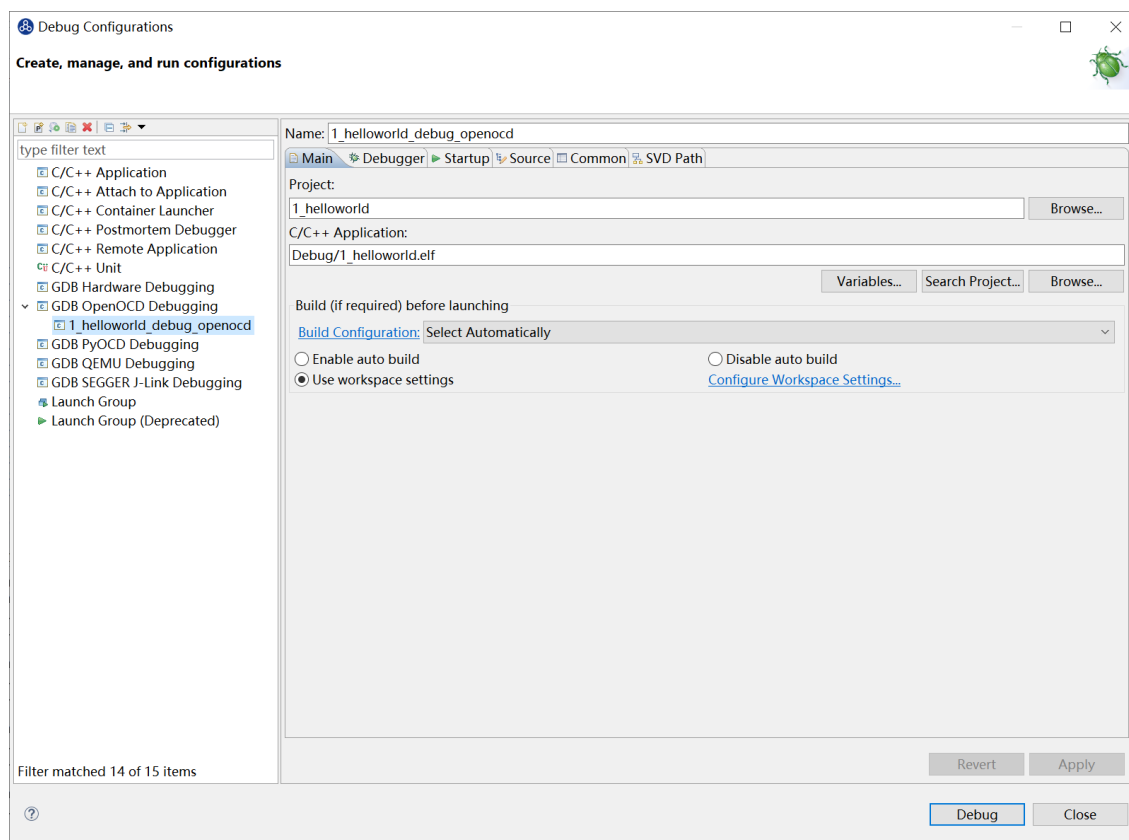 Debug Configurations
Create, manage, and run configurations
type filter text
C/C++ Application
C/C++ Attach to Application
C/C++ Container Launcher
C/C++ Postmortem Debugger
C/C++ Remote Application
C/C++ Unit
GDB Hardware Debugging
GDB OpenOCD Debugging
1_helloworld_debug_openocd
GDB PyOCD Debugging
GDB QEMU Debugging
GDB SEGGER J-Link Debugging
Launch Group
Launch Group (Deprecated)
Filter matched 14 of 15 items
Name: 1_helloworld_debug_openocd
Main Debugger Startup Source Common SVD Path
Project:
1_helloworld Browse...
C/C++ Application:
Debug/1_helloworld.elf
Variables... Search Project... Browse...
Build (if required) before launching
Build Configuration: Select Automatically
Enable auto build Disable auto build
Use workspace settings Configure Workspace Settings...
Revert Apply
Debug Close